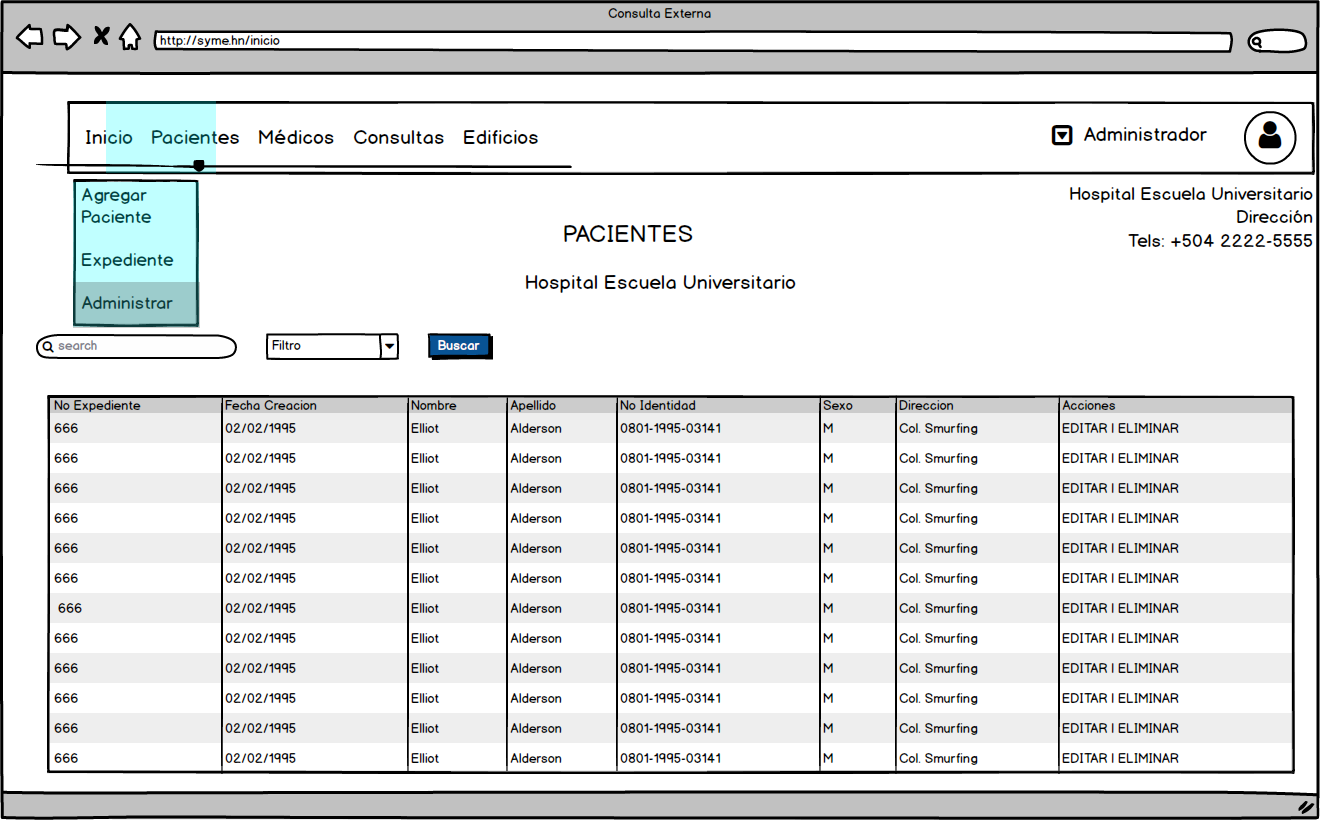 Consulta Externa
http://syme.hn/inicio
Inicio Pacientes Médicos Consultas Edificios Administrador
Agregar
Paciente
Expediente
Administrar
Hospital Escuela Universitario
Dirección
Tels: +504 2222-5555
PACIENTES
Hospital Escuela Universitario
search Filtro Buscar
No Expediente Fecha Creacion Nombre Apellido No Identidad Sexo Direccion Acciones
666 02/02/1995 Elliot Alderson 0801-1995-03141 M Col. Smurfing EDITAR | ELIMINAR
666 02/02/1995 Elliot Alderson 0801-1995-03141 M Col. Smurfing EDITAR | ELIMINAR
666 02/02/1995 Elliot Alderson 0801-1995-03141 M Col. Smurfing EDITAR | ELIMINAR
666 02/02/1995 Elliot Alderson 0801-1995-03141 M Col. Smurfing EDITAR | ELIMINAR
666 02/02/1995 Elliot Alderson 0801-1995-03141 M Col. Smurfing EDITAR | ELIMINAR
666 02/02/1995 Elliot Alderson 0801-1995-03141 M Col. Smurfing EDITAR | ELIMINAR
666 02/02/1995 Elliot Alderson 0801-1995-03141 M Col. Smurfing EDITAR | ELIMINAR
666 02/02/1995 Elliot Alderson 0801-1995-03141 M Col. Smurfing EDITAR | ELIMINAR
666 02/02/1995 Elliot Alderson 0801-1995-03141 M Col. Smurfing EDITAR | ELIMINAR
666 02/02/1995 Elliot Alderson 0801-1995-03141 M Col. Smurfing EDITAR | ELIMINAR
666 02/02/1995 Elliot Alderson 0801-1995-03141 M Col. Smurfing EDITAR | ELIMINAR
666 02/02/1995 Elliot Alderson 0801-1995-03141 M Col. Smurfing EDITAR | ELIMINAR